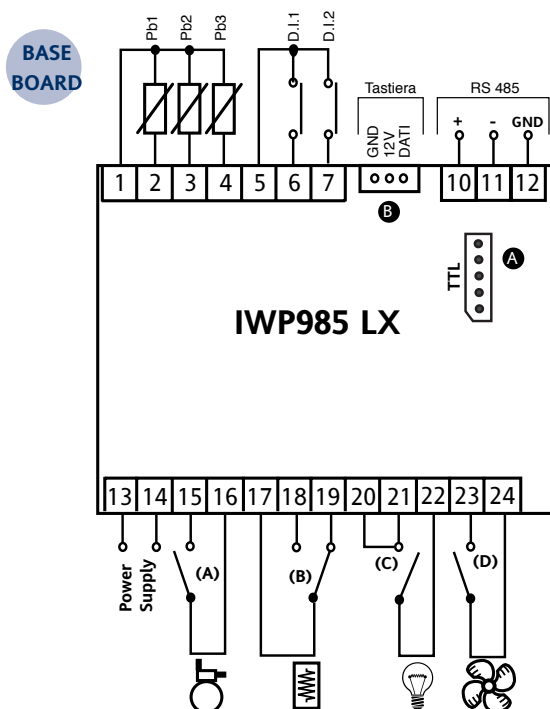 BASE
BOARD
Pb1
Pb2
Pb3
D.I.1
D.I.2
Tastiera
RS 485
GND
12V
DATI
+ - GND
1 2 3 4 5 6 7
10 11 12
B
A
TTL
IWP985 LX
13 14 15 16 17 18 19 20 21 22 23 24
Power
Supply
(A)
(B)
(C)
(D)